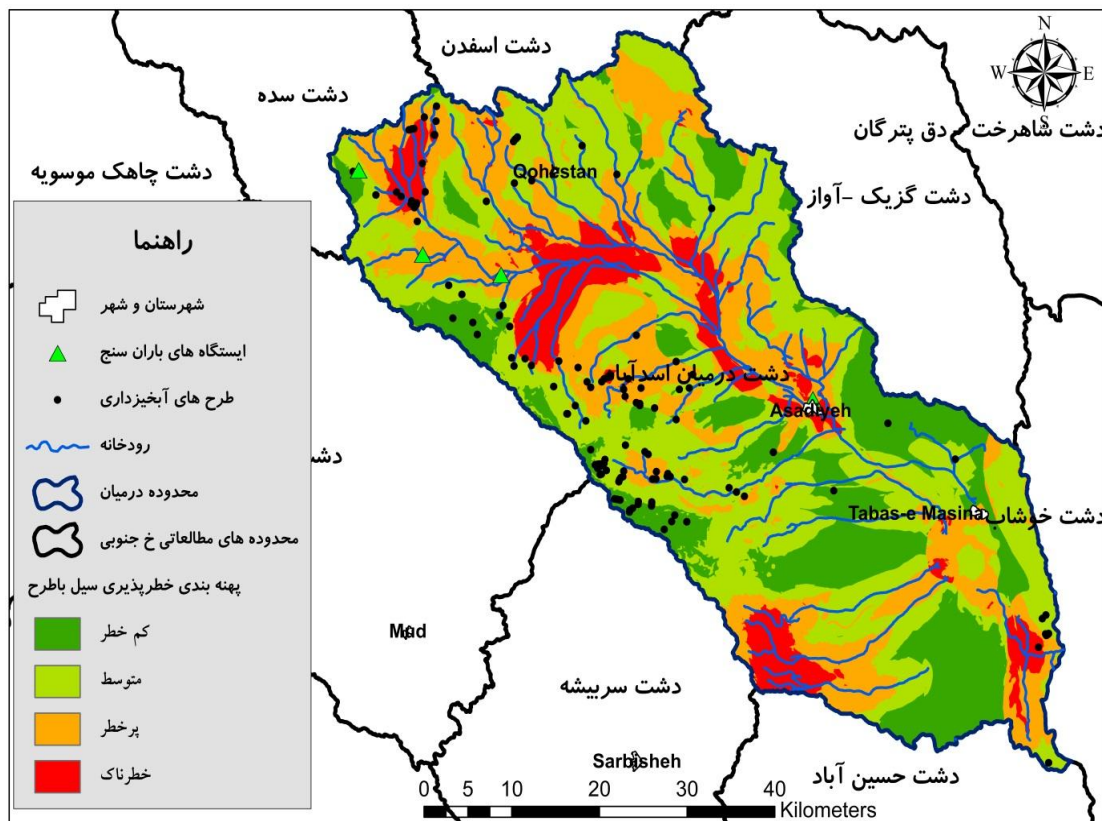 دشت اسفدن
N
W E
S
دشت سده
دشت شاهرخت - دق پترگان
دشت چاهک موسویه
Qohestan
دشت گزیک -آواز
راهنما
شهرستان و شهر
ایستگاه های باران سنج
طرح های آبخیزداری
رودخانه
محدوده درمیان
محدوده های مطالعاتی خ جنوبی
پهنه بندی خطرپذیری سیل باطرح
کم خطر
متوسط
پرخطر
خطرناک
دشت درمیان اسدآباد
Asadiyeh
Tabas-e Masina
دشت خوشاب
Mud
دشت سربیشه
Sarbisheh
دشت حسین آباد
0 5 10 20 30 40
Kilometers